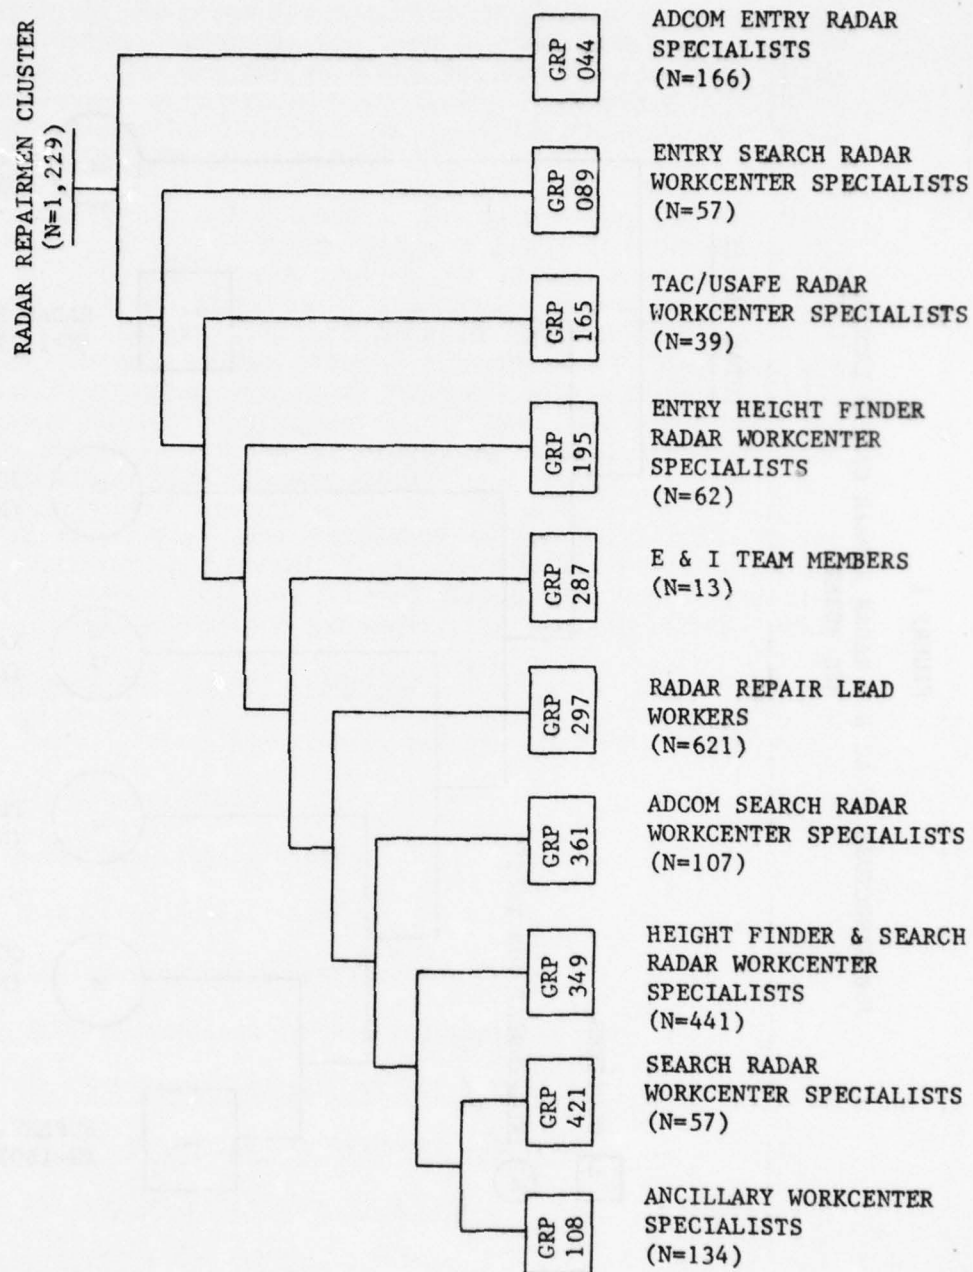 RADAR REPAIRMEN CLUSTER
(N=1,229)
GRP
044
ADCOM ENTRY RADAR
SPECIALISTS
(N=166)
GRP
089
ENTRY SEARCH RADAR
WORKCENTER SPECIALISTS
(N=57)
GRP
165
TAC/USAFE RADAR
WORKCENTER SPECIALISTS
(N=39)
GRP
195
ENTRY HEIGHT FINDER
RADAR WORKCENTER
SPECIALISTS
(N=62)
GRP
287
E & I TEAM MEMBERS
(N=13)
GRP
297
RADAR REPAIR LEAD
WORKERS
(N=621)
GRP
361
ADCOM SEARCH RADAR
WORKCENTER SPECIALISTS
(N=107)
GRP
349
HEIGHT FINDER & SEARCH
RADAR WORKCENTER
SPECIALISTS
(N=441)
GRP
421
SEARCH RADAR
WORKCENTER SPECIALISTS
(N=57)
GRP
108
ANCILLARY WORKCENTER
SPECIALISTS
(N=134)